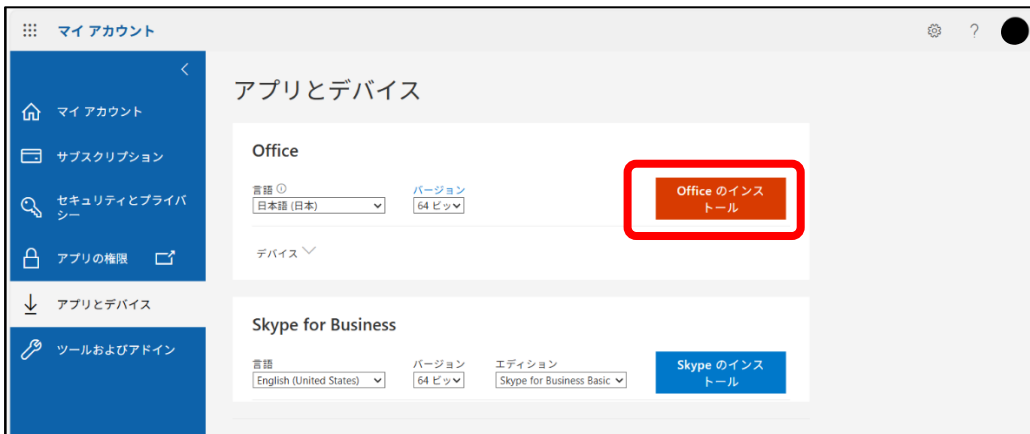 マイ アカウント
マイ アカウント
サブスクリプション
セキュリティとプライバ
シー
アプリの権限
アプリとデバイス
ツールおよびアドイン
アプリとデバイス
Office
言語 バージョン
日本語 (日本) 64 ビッ
Office のインス
トール
デバイス
Skype for Business
言語 バージョン エディション
English (United States) 64 ビッ Skype for Business Basic
Skype のインス
トール